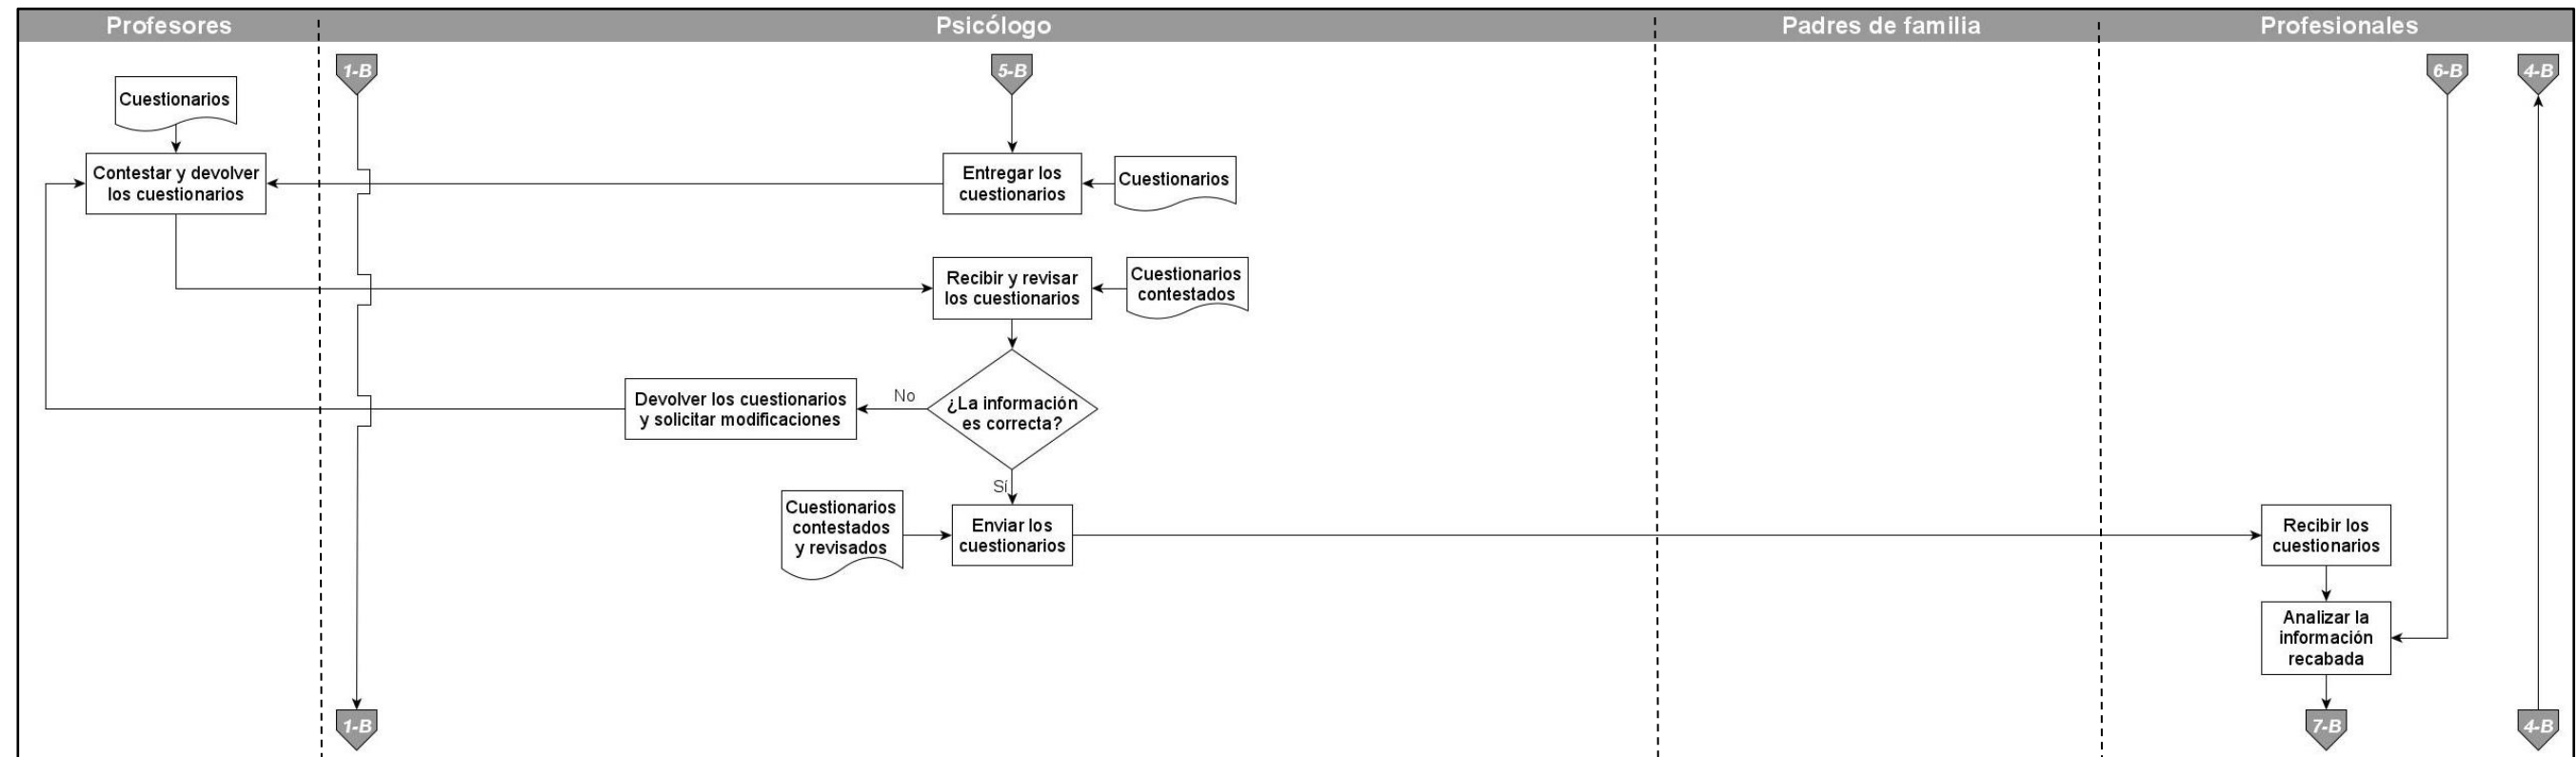 Profesores
Psicólogo
Padres de familia
Profesionales
1-B
5-B
6-B
4-B
Cuestionarios
Contestar y devolver
los cuestionarios
Entregar los
cuestionarios
Cuestionarios
Recibir y revisar
los cuestionarios
Cuestionarios
contestados
Devolver los cuestionarios
y solicitar modificaciones
No
¿La información
es correcta?
Sí
Cuestionarios
contestados
y revisados
Enviar los
cuestionarios
Recibir los
cuestionarios
Analizar la
información
recabada
1-B
7-B
4-B